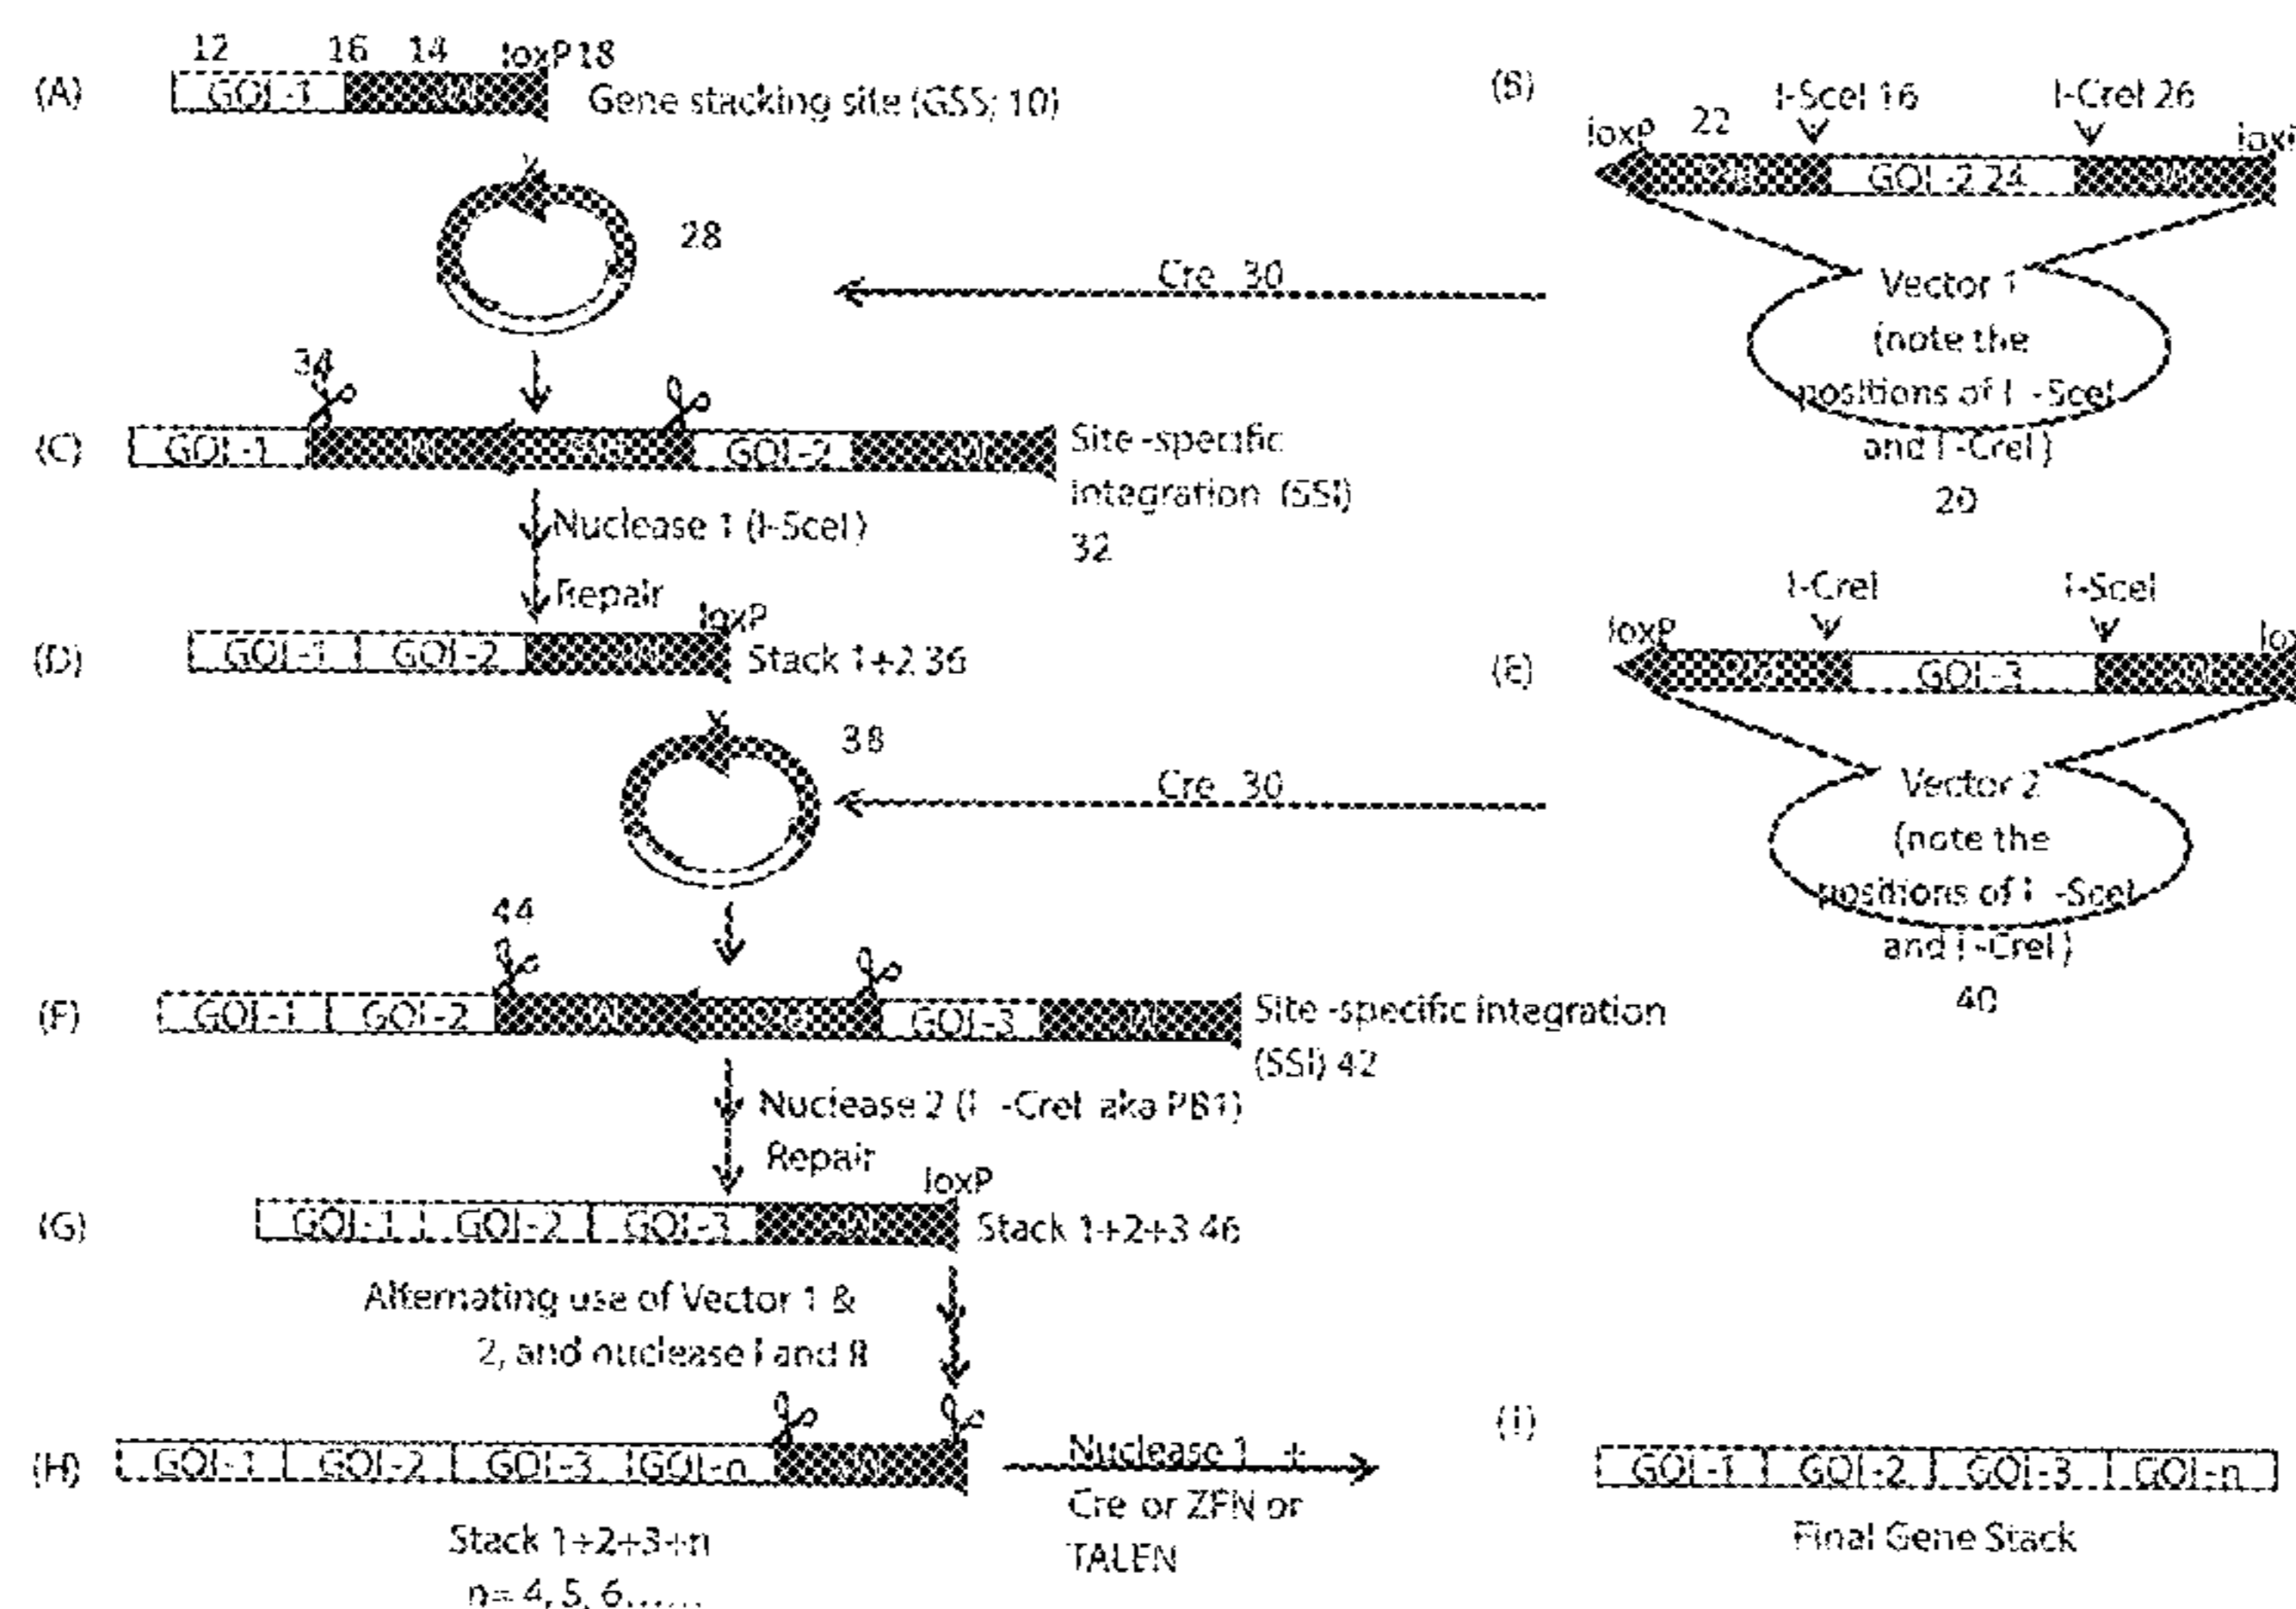 (A)
12 16 14 loxP 18
GOI-1 M
Gene stacking site (GSS; 10)
28
Cre 30
I-SceI 16 I-CreI 26
loxP 22
GOI-2 24 M
Vector 1
(note the
positions of I -SceI
and I -CreI )
20
34
(C)
GOI-1 M GOI-2 M
Site -specific
integration (SSI)
32
Nuclease 1 (I-SceI )
Repair
(D)
loxP
GOI-1 GOI-2 M
Stack 1+2 36
38
Cre 30
(E)
I-CreI I-SceI
loxP
GOI-3 M
Vector 2
(note the
positions of I -SceI
and I -CreI )
40
44
(F)
GOI-1 GOI-2 M GOI-3 M
Site -specific integration
(SSI) 42
Nuclease 2 (I -CreI aka PB1)
Repair
(G)
loxP
GOI-1 GOI-2 GOI-3 M
Stack 1+2+3 46
Alternating use of Vector 1 &
2, and nuclease I and II
(H)
GOI-1 GOI-2 GOI-3 GOI-n M
Stack 1+2+3+n
n= 4, 5, 6......
Nuclease 1 +
Cre or ZFN or
TALEN
(I)
GOI-1 GOI-2 GOI-3 GOI-n
Final Gene Stack